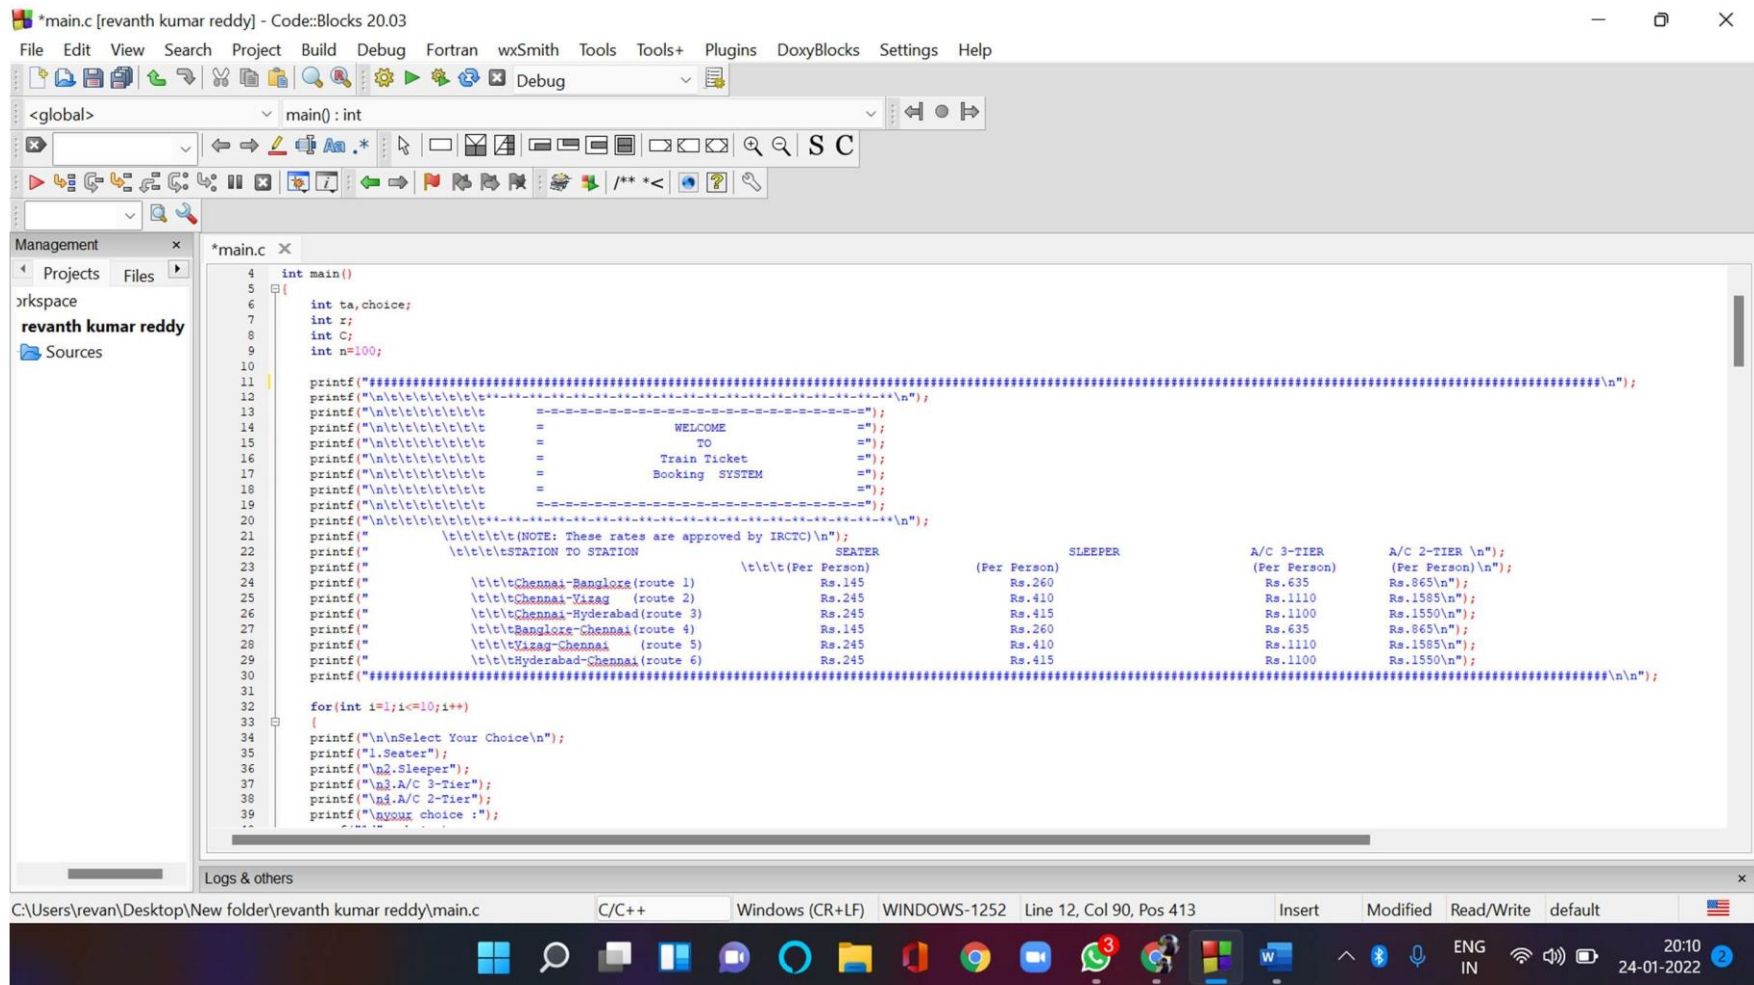 *main.c [revanth kumar reddy] - Code::Blocks 20.03
File Edit View Search Project Build Debug Fortran wxSmith Tools Tools+ Plugins DoxyBlocks Settings Help
Debug
<global> main() : int
S C
/** *<
Management
*main.c
Projects Files
orkspace
revanth kumar reddy
Sources
4 int main()
5 {
6 int ta,choice;
7 int r;
8 int C;
9 int n=100;
10
11
12 printf("\n\t\t\t\t\t\t\t**-**-**-**-**-**-**-**-**-**-**-**-**-**-**-**-**-**-**\n");
13 printf("\n\t\t\t\t\t\t\t =-=-=-=-=-=-=-=-=-=-=-=-=-=-=-=-=-=-=-=-=-=-=");
14 printf("\n\t\t\t\t\t\t\t = WELCOME =");
15 printf("\n\t\t\t\t\t\t\t = TO =");
16 printf("\n\t\t\t\t\t\t\t = Train Ticket =");
17 printf("\n\t\t\t\t\t\t\t = Booking SYSTEM =");
18 printf("\n\t\t\t\t\t\t\t = =");
19 printf("\n\t\t\t\t\t\t\t =-=-=-=-=-=-=-=-=-=-=-=-=-=-=-=-=-=-=-=-=-=-=");
20 printf("\n\t\t\t\t\t\t\t**-**-**-**-**-**-**-**-**-**-**-**-**-**-**-**-**-**-**\n");
21 printf(" \t\t\t\t\t(NOTE: These rates are approved by IRCTC)\n");
22 printf(" \t\t\t\tSTATION TO STATION SEATER SLEEPER A/C 3-TIER A/C 2-TIER \n");
23 printf(" \t\t\t(Per Person) (Per Person) (Per Person) (Per Person)\n");
24 printf(" \t\t\tChennai-Banglore(route 1) Rs.145 Rs.260 Rs.635 Rs.865\n");
25 printf(" \t\t\tChennai-Vizag (route 2) Rs.245 Rs.410 Rs.1110 Rs.1585\n");
26 printf(" \t\t\tChennai-Hyderabad(route 3) Rs.245 Rs.415 Rs.1100 Rs.1550\n");
27 printf(" \t\t\tBanglore-Chennai(route 4) Rs.145 Rs.260 Rs.635 Rs.865\n");
28 printf(" \t\t\tVizag-Chennai (route 5) Rs.245 Rs.410 Rs.1110 Rs.1585\n");
29 printf(" \t\t\tHyderabad-Chennai(route 6) Rs.245 Rs.415 Rs.1100 Rs.1550\n");
30
31
32 for(int i=1;i<=10;i++)
33 {
34 printf("\n\nSelect Your Choice\n");
35 printf("1.Seater");
36 printf("\n2.Sleeper");
37 printf("\n3.A/C 3-Tier");
38 printf("\n4.A/C 2-Tier");
39 printf("\nyour choice :");
Logs & others
C:\Users\revan\Desktop\New folder\revanth kumar reddy\main.c C/C++ Windows (CR+LF) WINDOWS-1252 Line 12, Col 90, Pos 413 Insert Modified Read/Write default
3
ENG
IN
20:10
24-01-2022
2